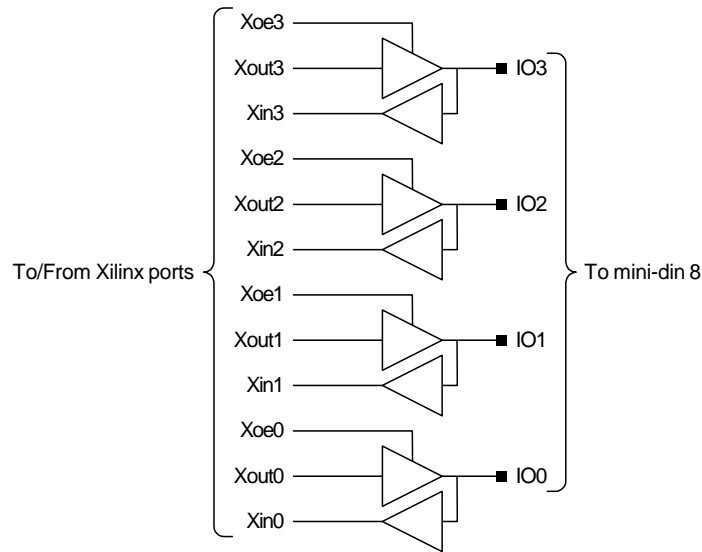 Xoe3
Xout3
IO3
Xin3
Xoe2
Xout2
IO2
Xin2
To/From Xilinx ports
To mini-din 8
Xoe1
Xout1
IO1
Xin1
Xoe0
Xout0
IO0
Xin0